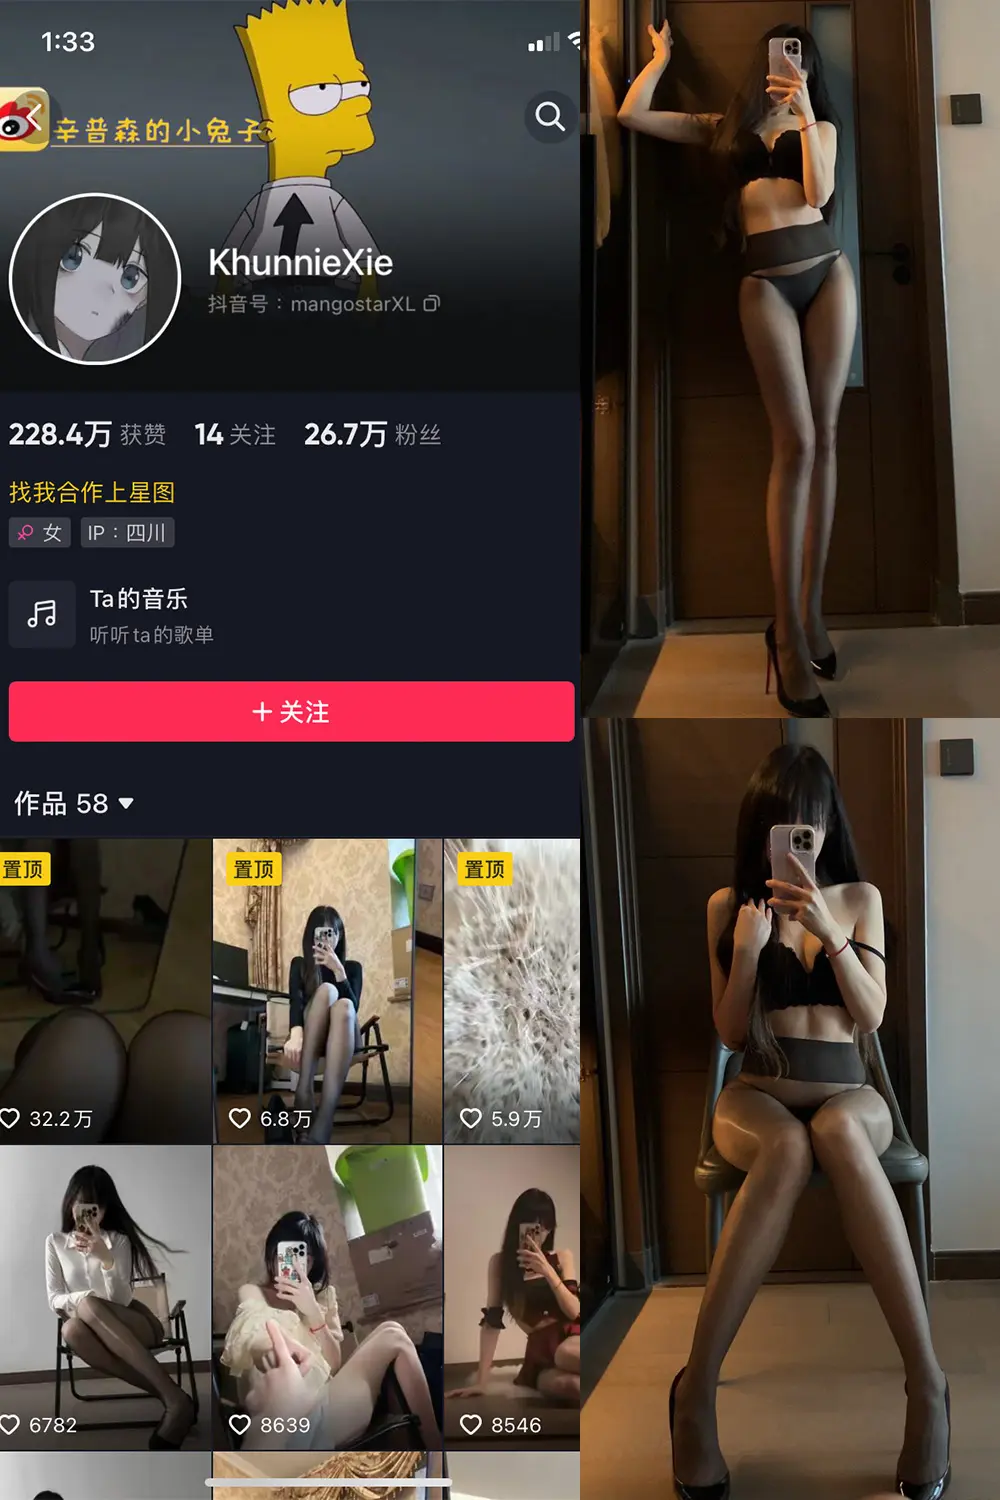 1:33
辛普森的小兔子
KhunnieXie
抖音号：mangostarXL
228.4万 获赞 14 关注 26.7万 粉丝
找我合作上星图
女 IP：四川
Ta的音乐
听听ta的歌单
+ 关注
作品 58
置顶 置顶 置顶
32.2万 6.8万 5.9万
6782 8639 8546